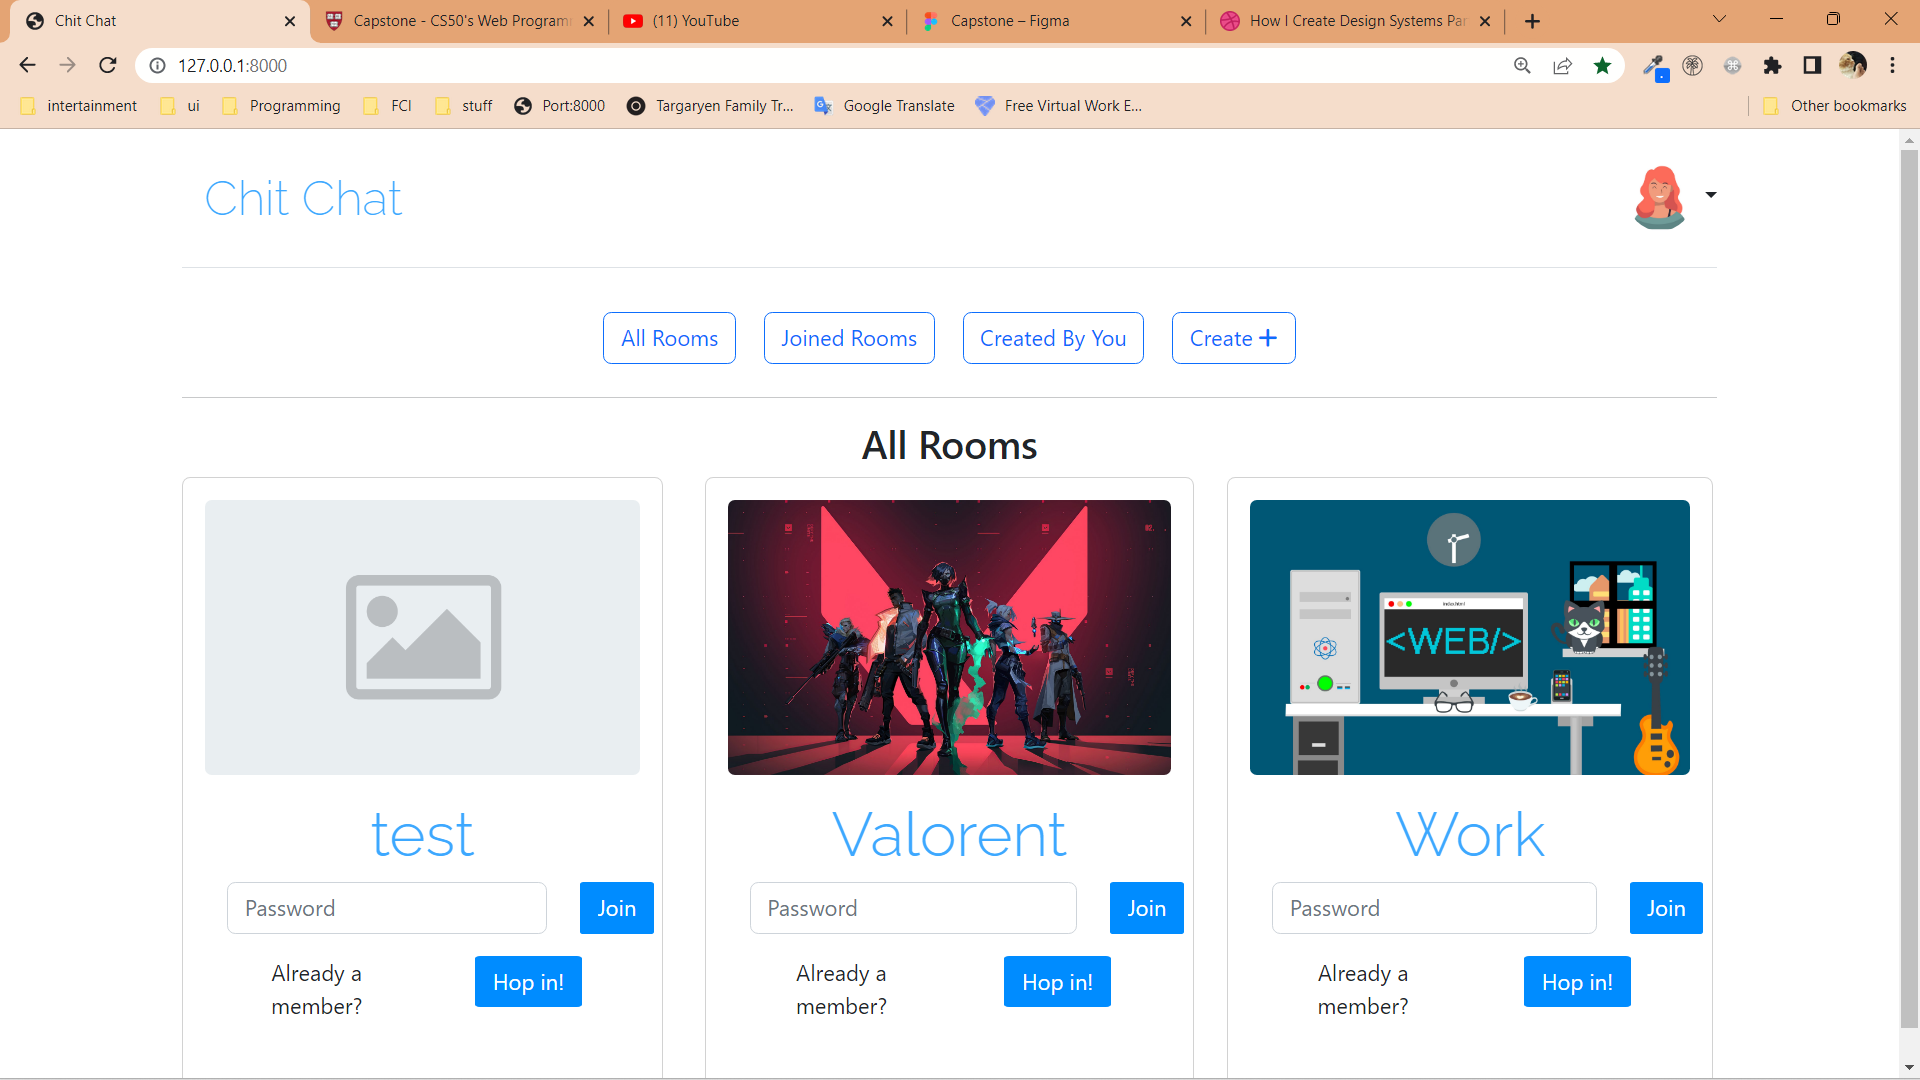 Chit Chat
Capstone - CS50's Web Program
(11) YouTube
Capstone – Figma
How I Create Design Systems Par
127.0.0.1:8000
intertainment
ui
Programming
FCI
stuff
Port:8000
Targaryen Family Tr...
Google Translate
Free Virtual Work E...
Other bookmarks
Chit Chat
All Rooms
Joined Rooms
Created By You
Create +
All Rooms
index.html
<WEB/>
test
Valorent
Work
Password
Join
Password
Join
Password
Join
Already a
member?
Hop in!
Already a
member?
Hop in!
Already a
member?
Hop in!